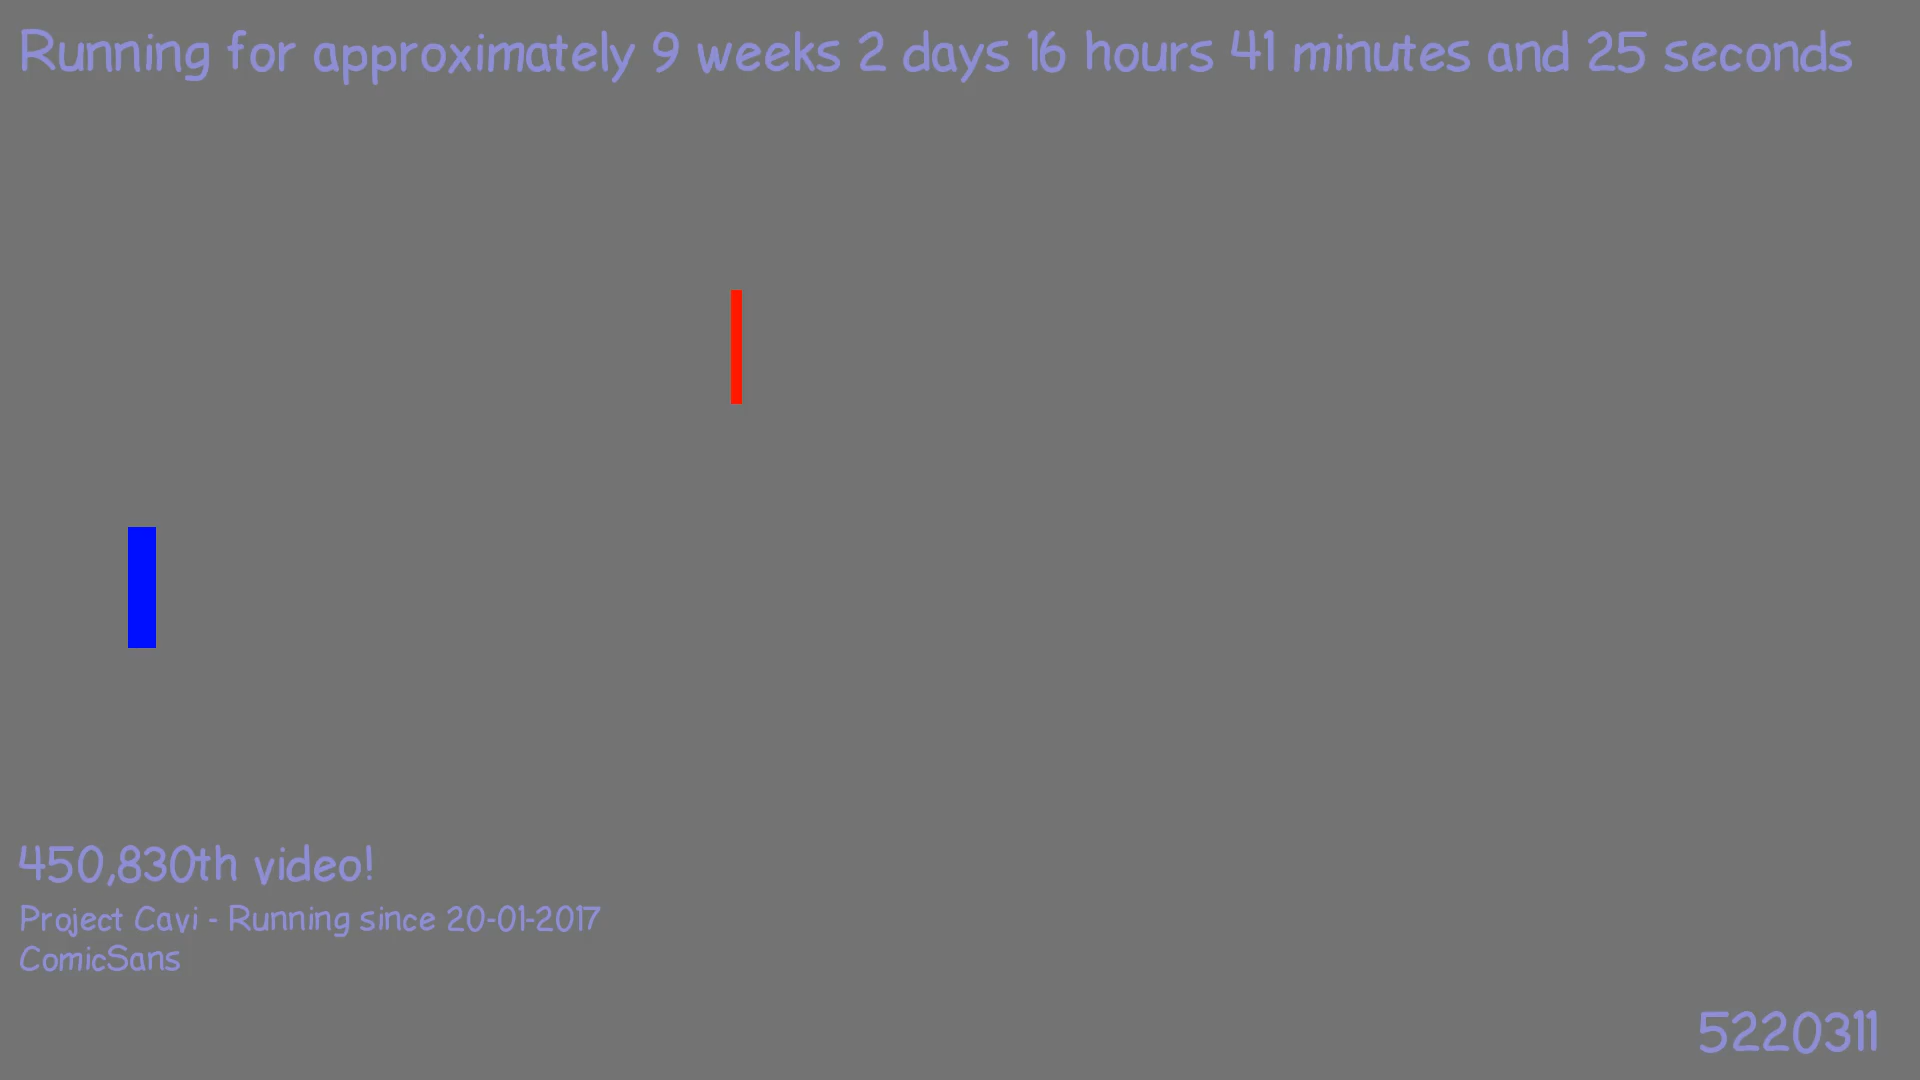 Running for approximately 9 weeks 2 days 16 hours 41 minutes and 25 seconds
450,830th video!
Project Cavi - Running since 20-01-2017
ComicSans
5220311